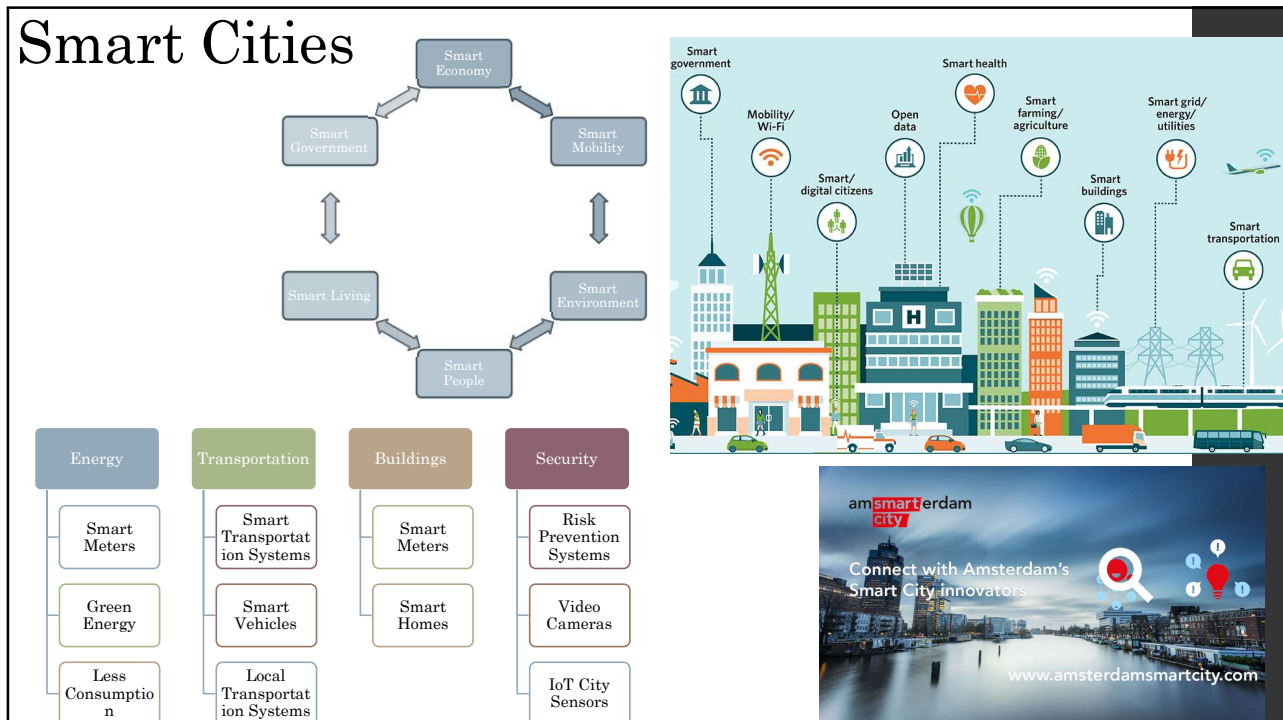 Smart Cities
Smart
Economy
Smart
Government
Smart
Mobility
Smart Living
Smart
Environment
Smart
People
Smart
government
Mobility/
Wi-Fi
Smart/
digital citizens
Open
data
Smart health
Smart
farming/
agriculture
Smart
buildings
Smart grid/
energy/
utilities
Smart
transportation
H
Energy
Smart
Meters
Green
Energy
Less
Consumptio
n
Transportation
Smart
Transportat
ion Systems
Smart
Vehicles
Local
Transportat
ion Systems
Buildings
Smart
Meters
Smart
Homes
Security
Risk
Prevention
Systems
Video
Cameras
IoT City
Sensors
amsmarterdam
city
Connect with Amsterdam's
Smart City innovators
www.amsterdamsmartcity.com